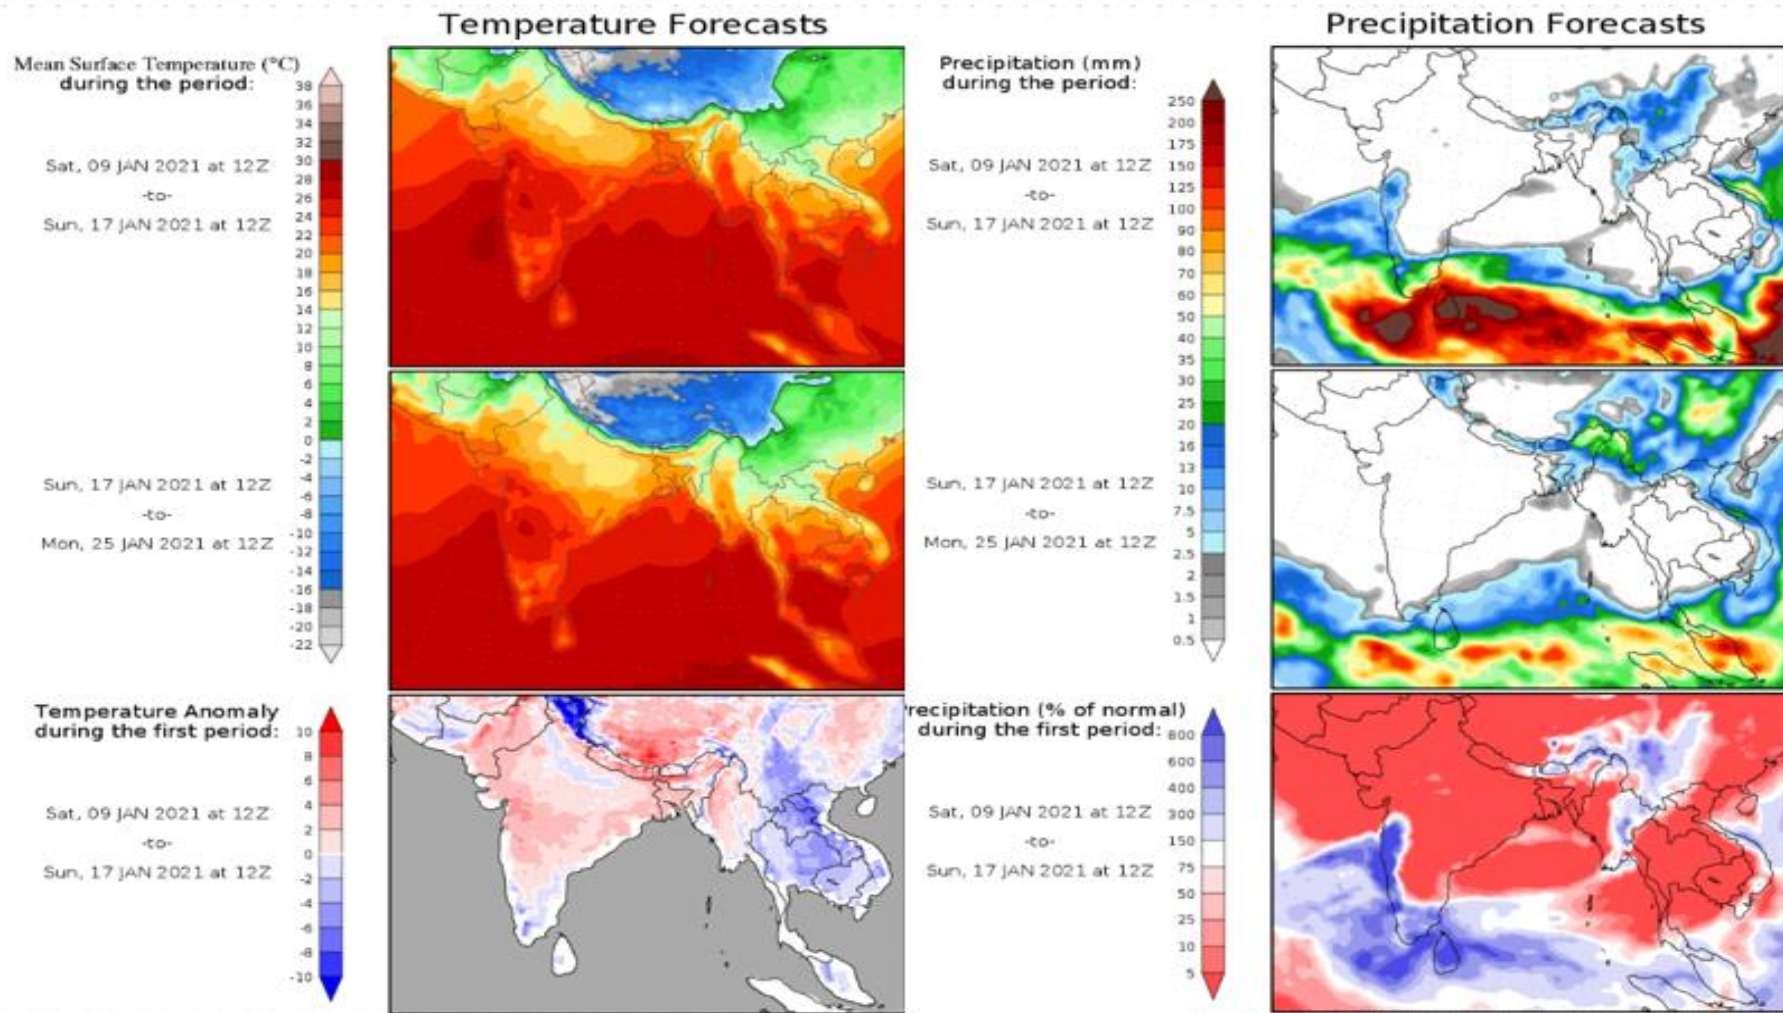 Temperature Forecasts
Precipitation Forecasts
Mean Surface Temperature (°C)
during the period:
38
36
34
32
30
28
26
24
22
20
18
16
14
12
10
8
6
4
2
0
-2
-4
-6
-8
-10
-12
-14
-16
-18
-20
-22
Sat, 09 JAN 2021 at 12Z
-to-
Sun, 17 JAN 2021 at 12Z
Sun, 17 JAN 2021 at 12Z
-to-
Mon, 25 JAN 2021 at 12Z
Precipitation (mm)
during the period:
250
200
175
150
125
100
90
80
70
60
50
40
35
30
25
20
16
13
10
7.5
5
2.5
2
1.5
1
0.5
Sat, 09 JAN 2021 at 12Z
-to-
Sun, 17 JAN 2021 at 12Z
Sun, 17 JAN 2021 at 12Z
-to-
Mon, 25 JAN 2021 at 12Z
Temperature Anomaly
during the first period:
10
8
6
4
2
0
-2
-4
-6
-8
-10
Sat, 09 JAN 2021 at 12Z
-to-
Sun, 17 JAN 2021 at 12Z
Precipitation (% of normal)
during the first period:
800
600
400
300
150
75
50
25
10
5
Sat, 09 JAN 2021 at 12Z
-to-
Sun, 17 JAN 2021 at 12Z